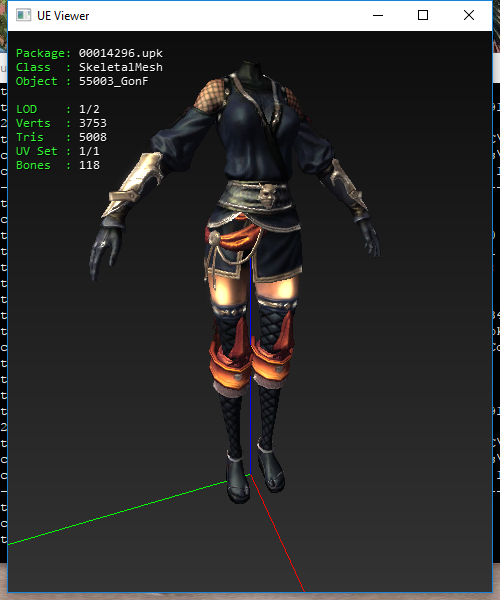 UE Viewer
Package: 00014296.upk
Class : SkeletalMesh
Object : 55003_GonF
LOD : 1/2
Verts : 3753
Tris : 5008
UV Set : 1/1
Bones : 118